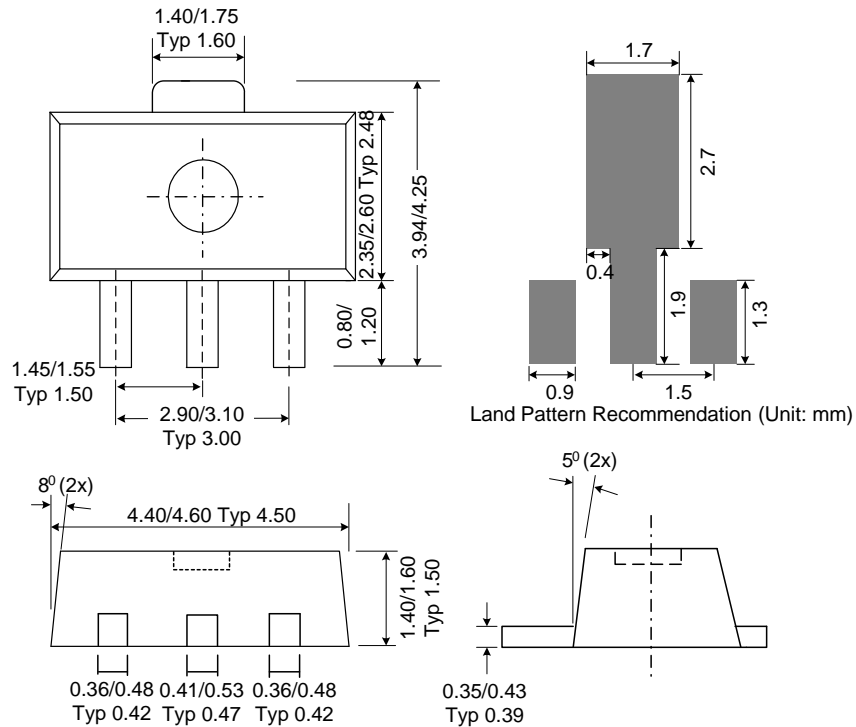 1.40/1.75
Typ 1.60
2.35/2.60 Typ 2.48
3.94/4.25
0.80/
1.20
1.45/1.55
Typ 1.50
2.90/3.10
Typ 3.00
1.7
2.7
0.4
1.9
1.3
0.9
1.5
Land Pattern Recommendation (Unit: mm)
8⁰ (2x)
4.40/4.60 Typ 4.50
1.40/1.60
Typ 1.50
0.36/0.48
Typ 0.42
0.41/0.53
Typ 0.47
0.36/0.48
Typ 0.42
5⁰ (2x)
0.35/0.43
Typ 0.39